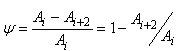 ψ = (A_i − A_{i+2}) / A_i = 1 − A_{i+2} / A_i